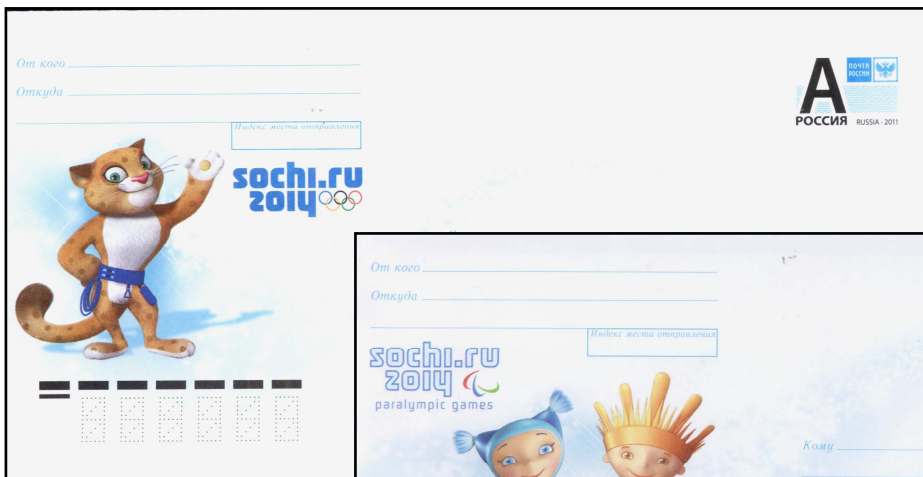 От кого
Откуда
Индекс места отправления
sochi.ru
2014
А
ПОЧТА
РОССИИ
РОССИЯ
RUSSIA · 2011
От кого
Откуда
Индекс места отправления
sochi.ru
2014
paralympic games
Кому